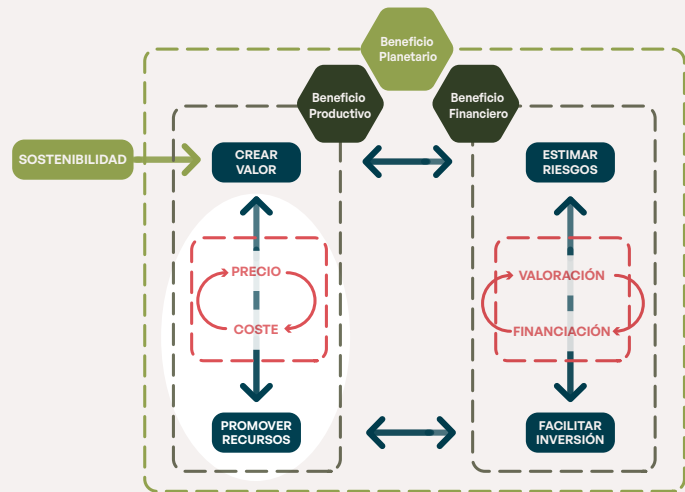 Beneficio
Planetario
Beneficio
Productivo
Beneficio
Financiero
SOSTENIBILIDAD
CREAR
VALOR
ESTIMAR
RIESGOS
PRECIO
COSTE
VALORACIÓN
FINANCIACIÓN
PROMOVER
RECURSOS
FACILITAR
INVERSIÓN